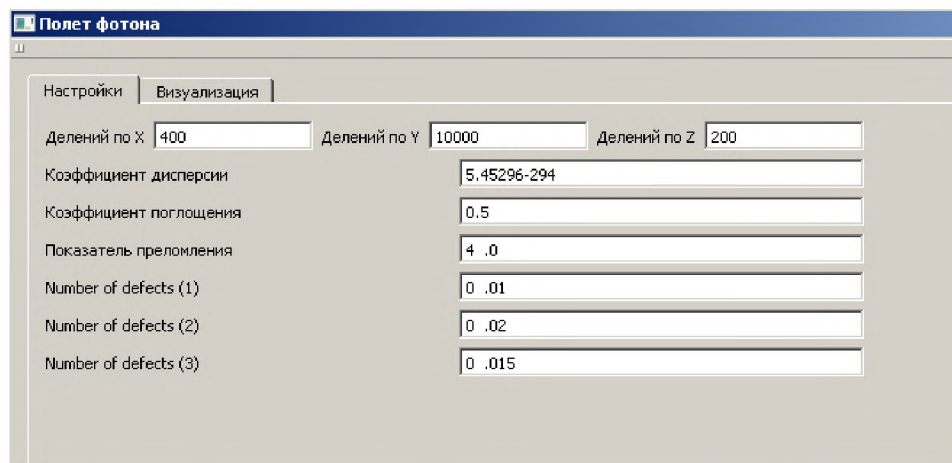 Полет фотона
Настройки Визуализация
Делений по X 400 Делений по Y 10000 Делений по Z 200
Коэффициент дисперсии 5.45296-294
Коэффициент поглощения 0.5
Показатель преломления 4 .0
Number of defects (1) 0 .01
Number of defects (2) 0 .02
Number of defects (3) 0 .015